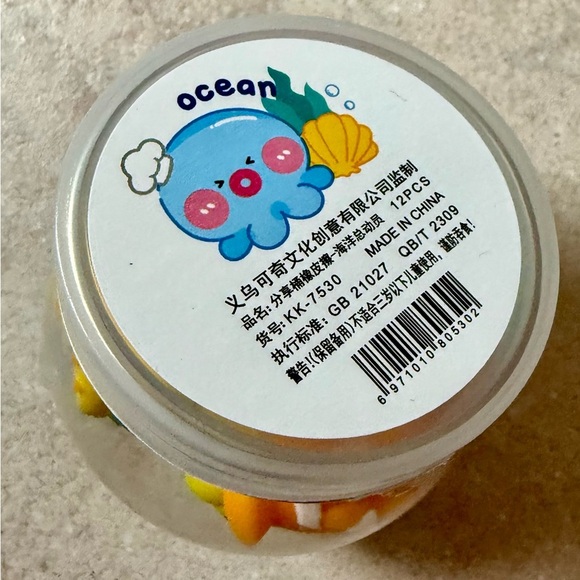 ocean
义乌可奇文化创意有限公司监制
品名: 分享桶橡皮擦-海洋总动员 12PCS
货号: KK-7530 MADE IN CHINA
执行标准: GB 21027 QB/T 2309
警告!(保留备用)不适合三岁以下儿童使用, 谨防吞食!
6 971010 805302